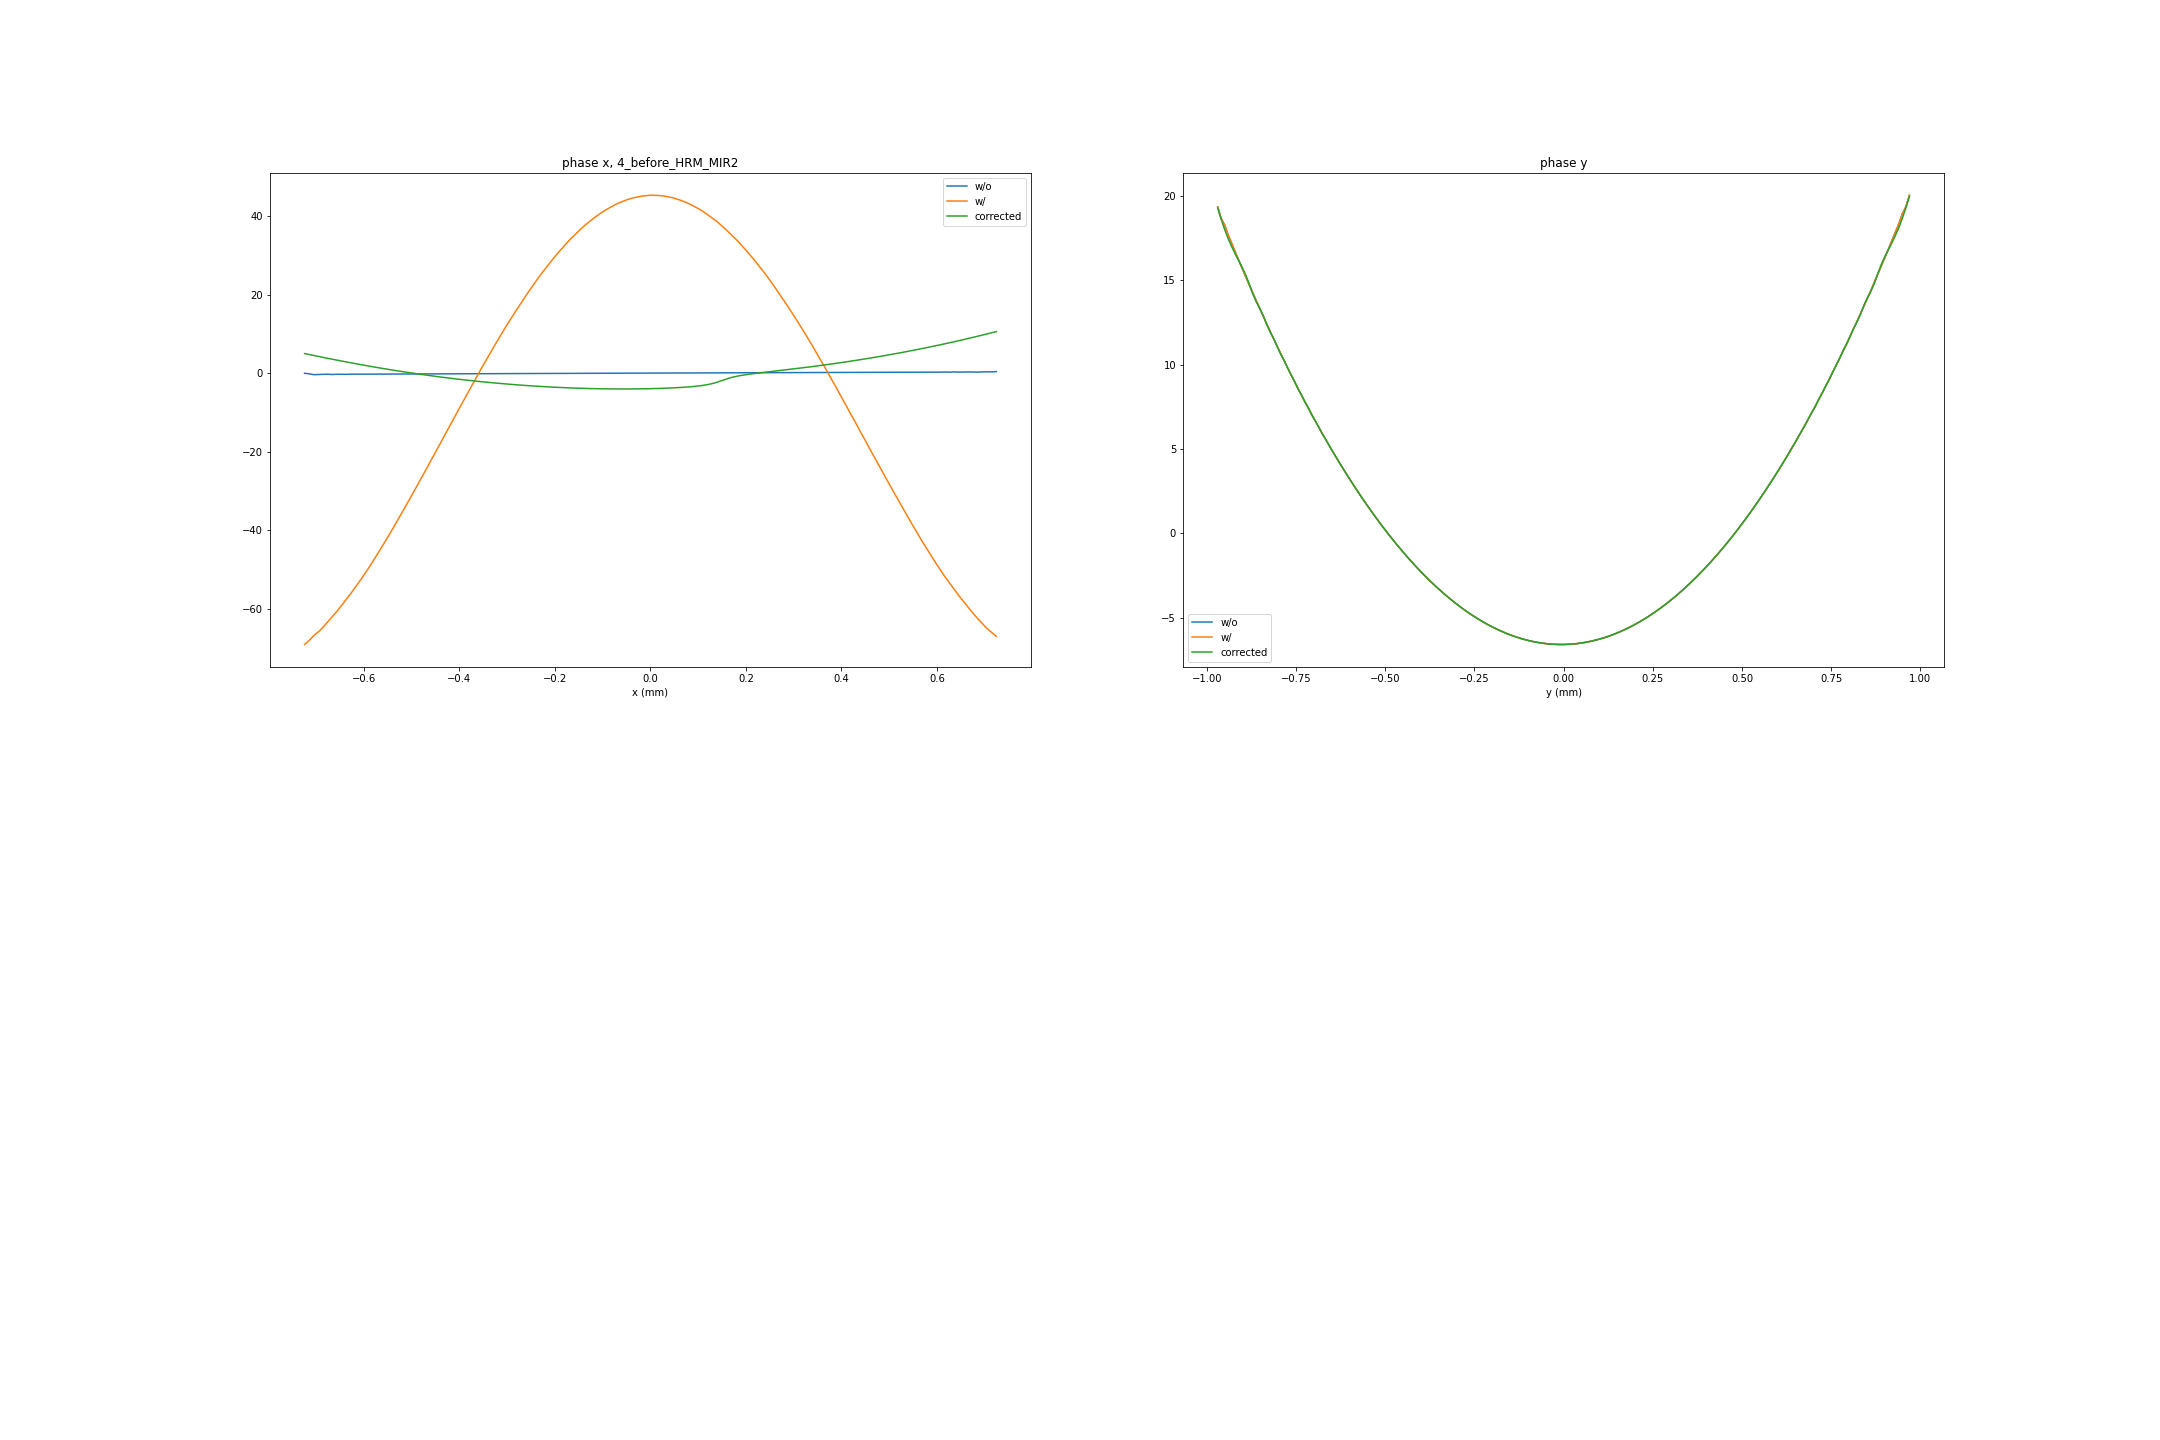 phase x, 4_before_HRM_MIR2
w/o
w/
corrected
40
20
0
−20
−40
−60
−0.6 −0.4 −0.2 0.0 0.2 0.4 0.6
x (mm)
phase y
20
15
10
5
0
−5
w/o
w/
corrected
−1.00 −0.75 −0.50 −0.25 0.00 0.25 0.50 0.75 1.00
y (mm)